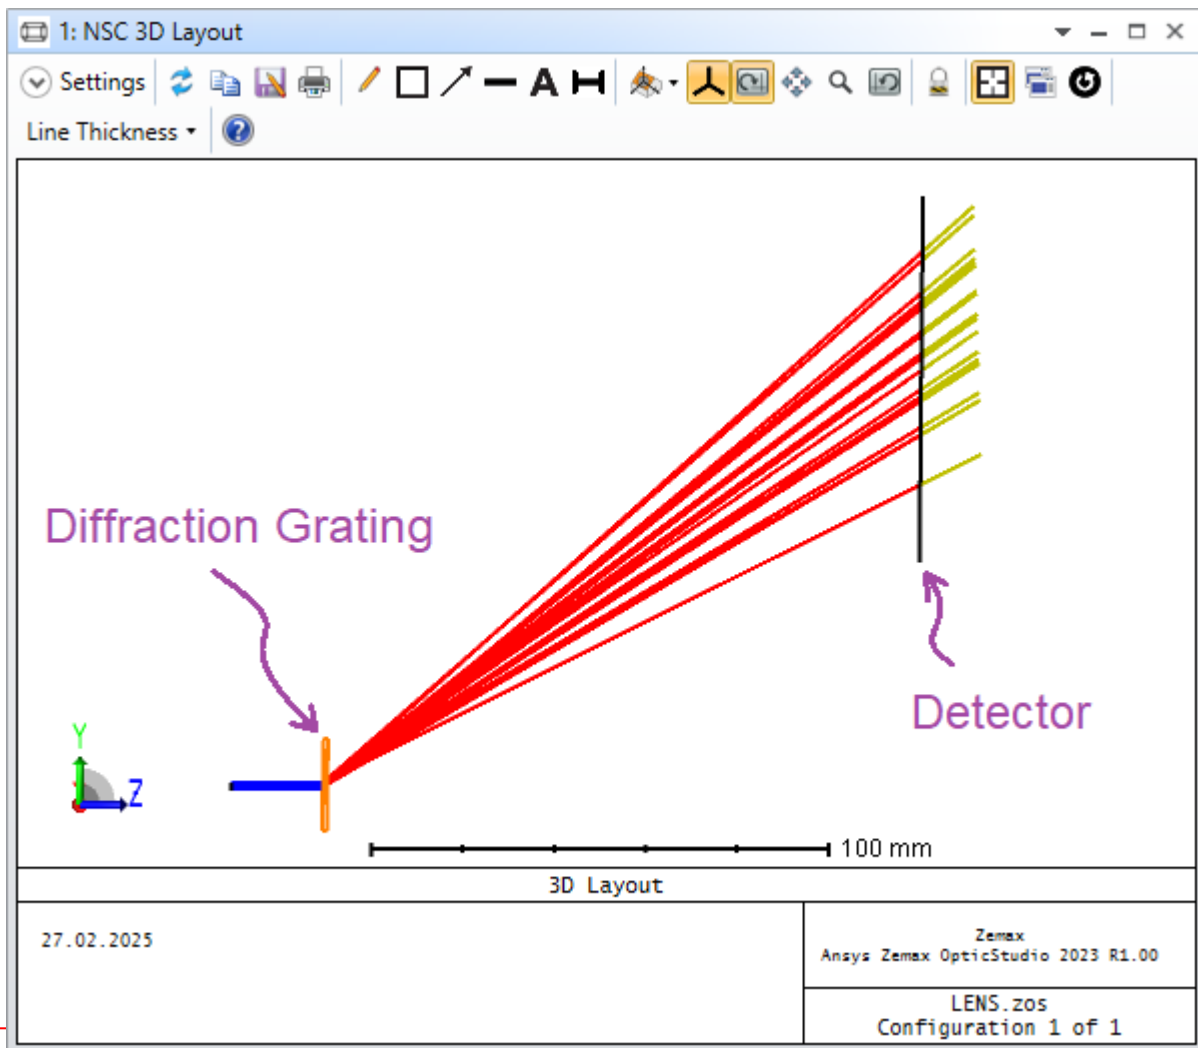 1: NSC 3D Layout
Settings
A
Line Thickness
Diffraction Grating
Detector
Y
Z
100 mm
3D Layout
27.02.2025
Zemax
Ansys Zemax OpticStudio 2023 R1.00
LENS.zos
Configuration 1 of 1